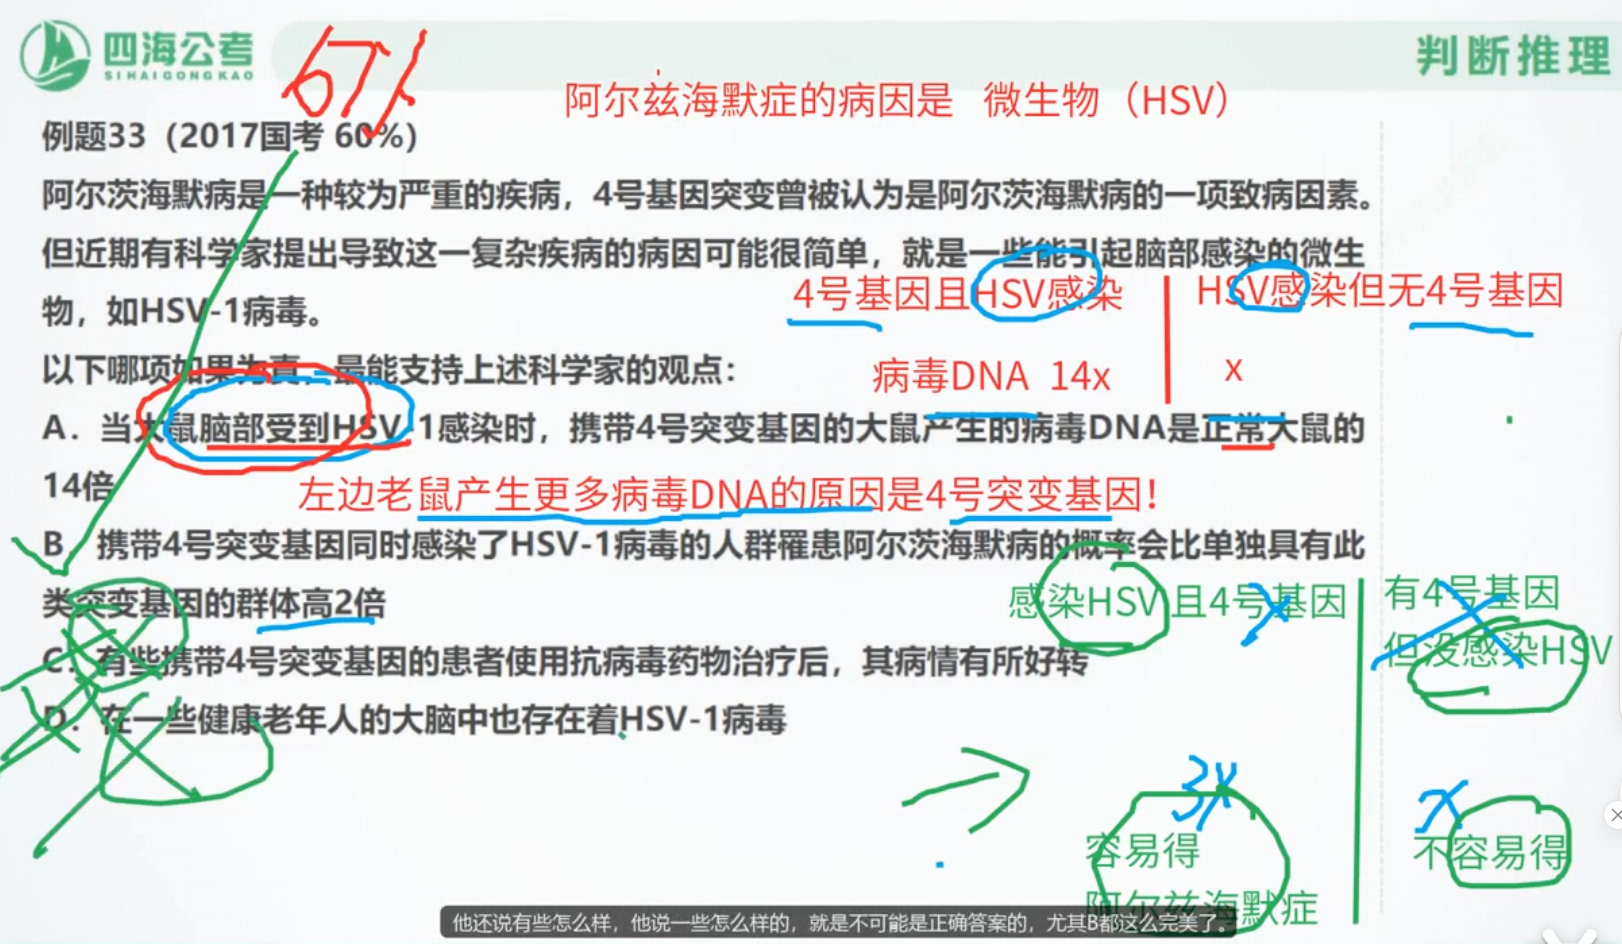 四海公考
SIHAIGONGKAO
判断推理
67%
阿尔兹海默症的病因是 微生物（HSV）
例题33（2017国考 60%）
阿尔茨海默病是一种较为严重的疾病，4号基因突变曾被认为是阿尔茨海默病的一项致病因素。
但近期有科学家提出导致这一复杂疾病的病因可能很简单，就是一些能引起脑部感染的微生
4号基因且HSV感染
HSV感染但无4号基因
物，如HSV-1病毒。
以下哪项如果为真，最能支持上述科学家的观点：
病毒DNA 14x
x
A．当大鼠脑部受到HSV-1感染时，携带4号突变基因的大鼠产生的病毒DNA是正常大鼠的
14倍
左边老鼠产生更多病毒DNA的原因是4号突变基因！
B．携带4号突变基因同时感染了HSV-1病毒的人群罹患阿尔茨海默病的概率会比单独具有此
类突变基因的群体高2倍
感染HSV 且4号基因
有4号基因
但没感染HSV
C．有些携带4号突变基因的患者使用抗病毒药物治疗后，其病情有所好转
D．在一些健康老年人的大脑中也存在着HSV-1病毒
3x
x
容易得
不容易得
阿尔兹海默症
他还说有些怎么样，他说一些怎么样的，就是不可能是正确答案的，尤其B都这么完美了。